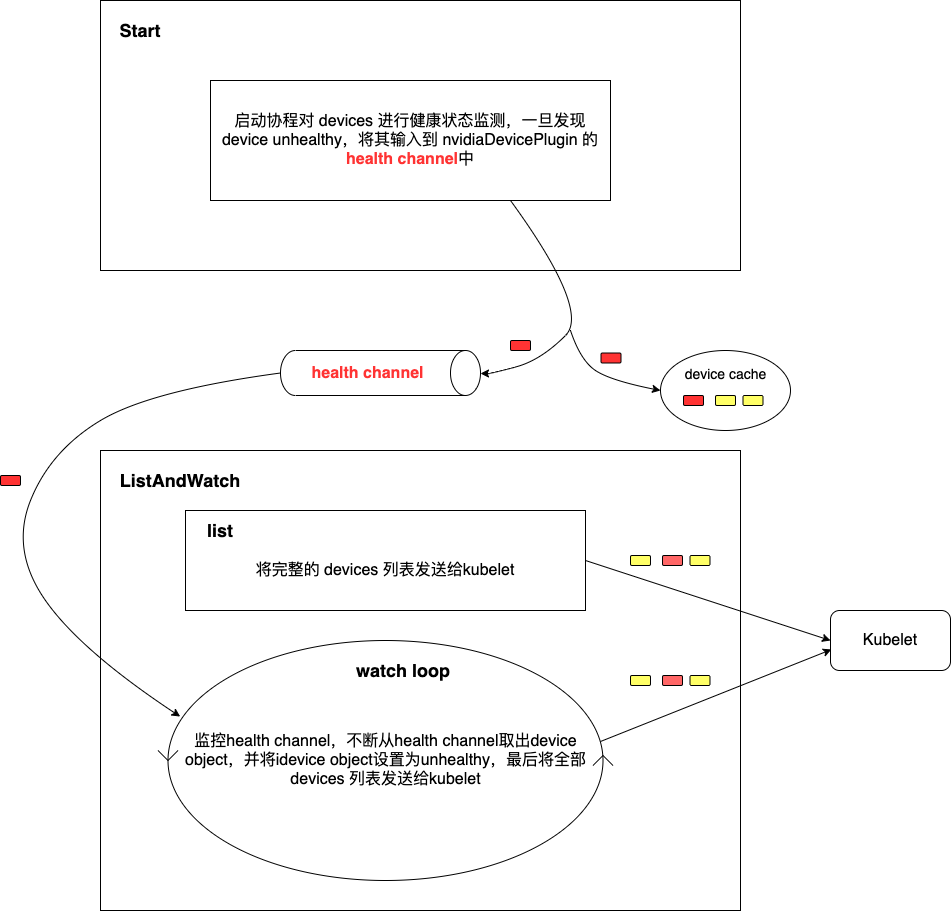 Start
启动协程对 devices 进行健康状态监测，一旦发现
device unhealthy，将其输入到 nvidiaDevicePlugin 的
health channel中
health channel
device cache
ListAndWatch
list
将完整的 devices 列表发送给kubelet
Kubelet
watch loop
监控health channel，不断从health channel取出device
object，并将idevice object设置为unhealthy，最后将全部
devices 列表发送给kubelet